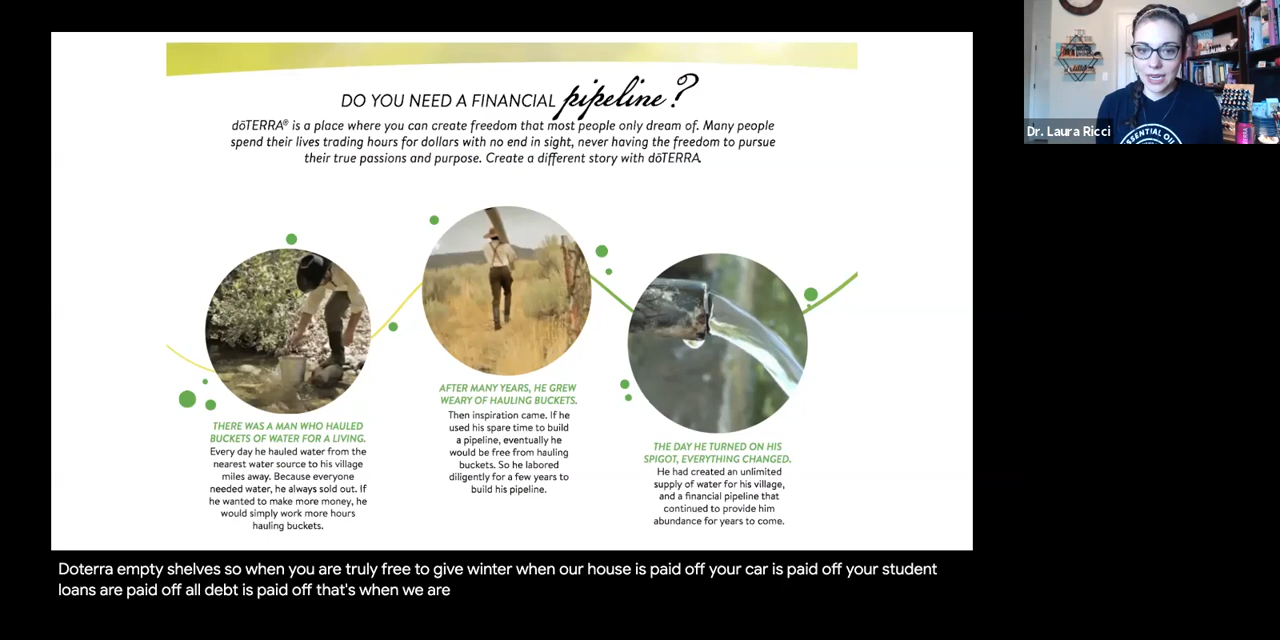 DO YOU NEED A FINANCIAL pipeline?
dōTERRA® is a place where you can create freedom that most people only dream of. Many people
spend their lives trading hours for dollars with no end in sight, never having the freedom to pursue
their true passions and purpose. Create a different story with dōTERRA.
THERE WAS A MAN WHO HAULED
BUCKETS OF WATER FOR A LIVING.
Every day he hauled water from the
nearest water source to his village
miles away. Because everyone
needed water, he always sold out. If
he wanted to make more money, he
would simply work more hours
hauling buckets.
AFTER MANY YEARS, HE GREW
WEARY OF HAULING BUCKETS.
Then inspiration came. If he
used his spare time to build
a pipeline, eventually he
would be free from hauling
buckets. So he labored
diligently for a few years to
build his pipeline.
THE DAY HE TURNED ON HIS
SPIGOT, EVERYTHING CHANGED.
He had created an unlimited
supply of water for his village,
and a financial pipeline that
continued to provide him
abundance for years to come.
Dr. Laura Ricci
ESSENTIAL OIL
Doterra empty shelves so when you are truly free to give winter when our house is paid off your car is paid off your student
loans are paid off all debt is paid off that's when we are